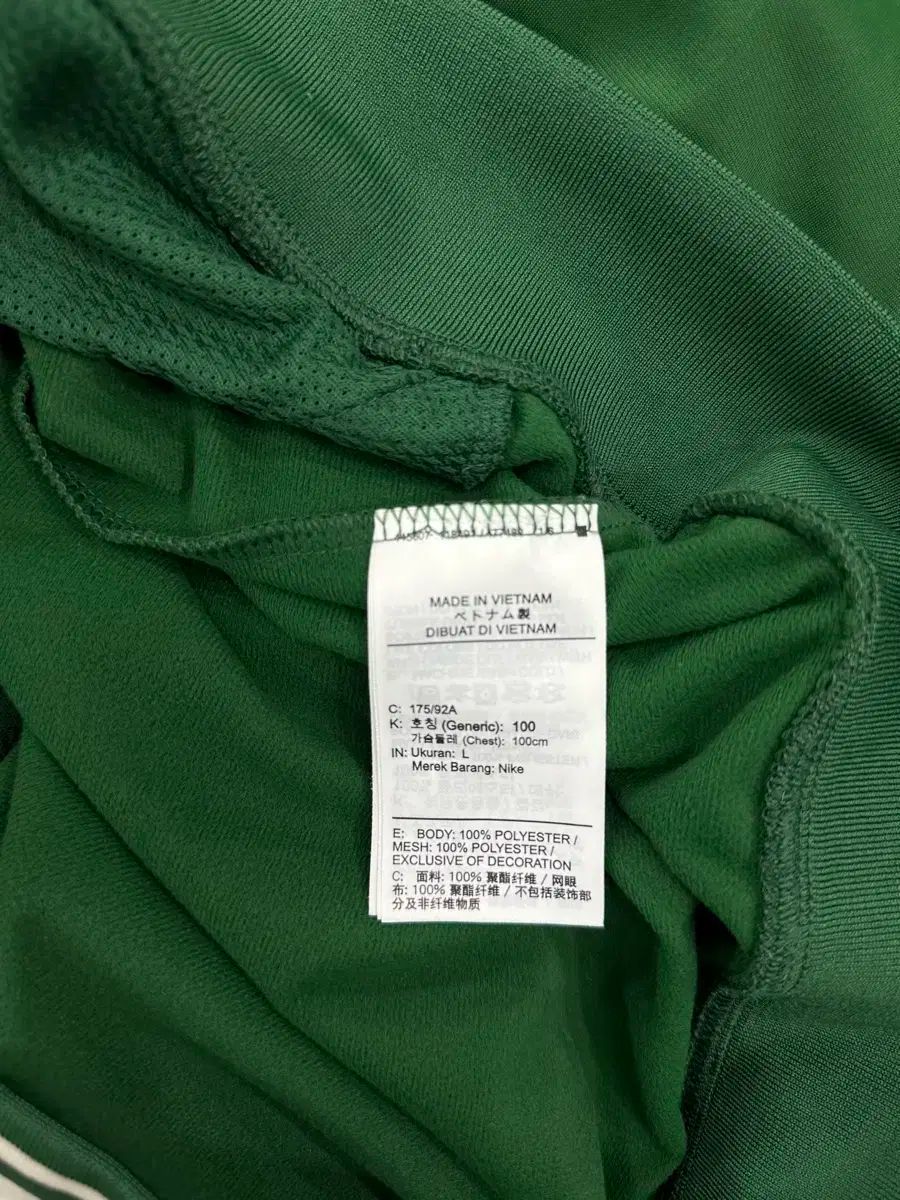 MADE IN VIETNAM
ベトナム製
DIBUAT DI VIETNAM
C: 175/92A
K: 호칭 (Generic): 100
가슴둘레 (Chest): 100cm
IN: Ukuran: L
Merek Barang: Nike
E: BODY: 100% POLYESTER /
MESH: 100% POLYESTER /
EXCLUSIVE OF DECORATION
C: 面料: 100% 聚酯纤维 / 网眼
布: 100% 聚酯纤维 / 不包括装饰部
分及非纤维物质